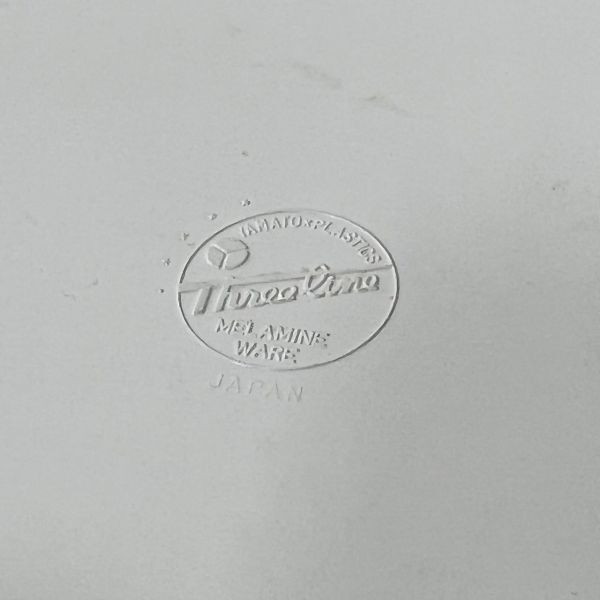 YAMATO×PLASTICS
Three Line
MELAMINE
WARE
JAPAN